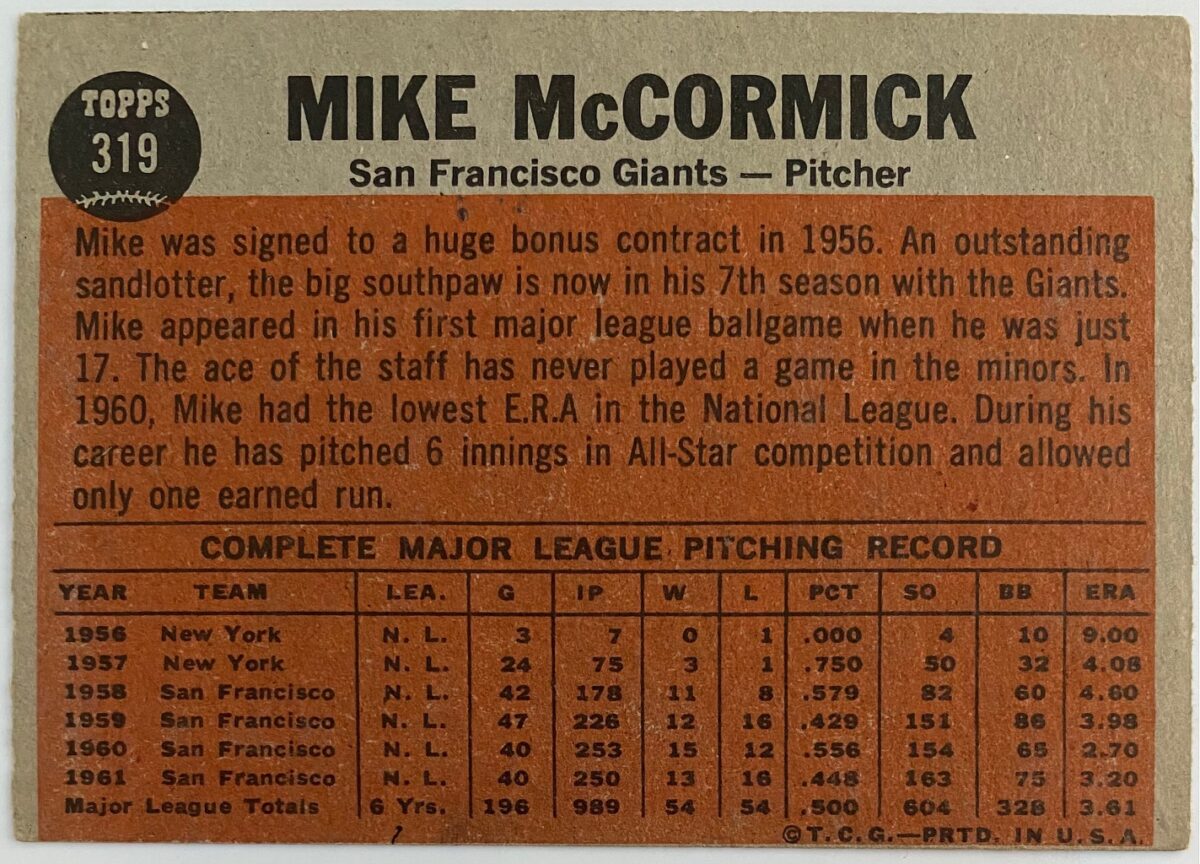 TOPPS
319
MIKE McCORMICK
San Francisco Giants — Pitcher
Mike was signed to a huge bonus contract in 1956. An outstanding
sandlotter, the big southpaw is now in his 7th season with the Giants.
Mike appeared in his first major league ballgame when he was just
17. The ace of the staff has never played a game in the minors. In
1960, Mike had the lowest E.R.A in the National League. During his
career he has pitched 6 innings in All-Star competition and allowed
only one earned run.
COMPLETE MAJOR LEAGUE PITCHING RECORD
YEAR TEAM LEA. G IP W L PCT SO BB ERA
1956 New York N. L. 3 7 0 1 .000 4 10 9.00
1957 New York N. L. 24 75 3 1 .750 50 32 4.08
1958 San Francisco N. L. 42 178 11 8 .579 82 60 4.60
1959 San Francisco N. L. 47 226 12 16 .429 151 86 3.98
1960 San Francisco N. L. 40 253 15 12 .556 154 65 2.70
1961 San Francisco N. L. 40 250 13 16 .448 163 75 3.20
Major League Totals 6 Yrs. 196 989 54 54 .500 604 328 3.61
©T.C.G.—PRTD. IN U.S.A.